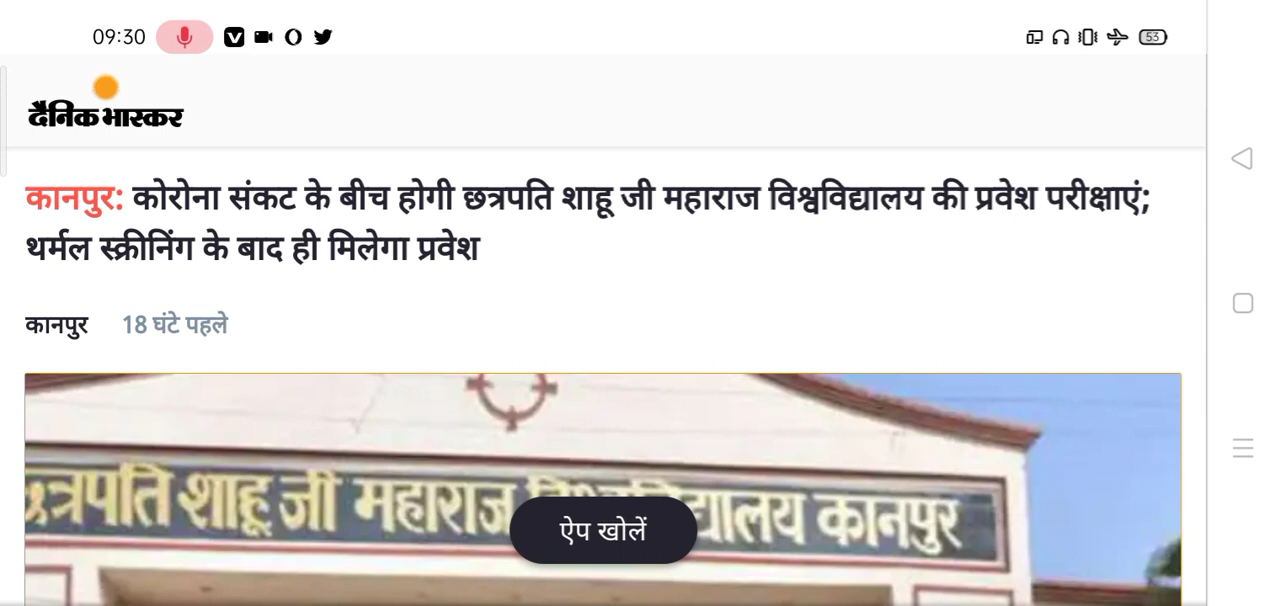 09:30
53
दैनिक भास्कर
कानपुर: कोरोना संकट के बीच होगी छत्रपति शाहू जी महाराज विश्वविद्यालय की प्रवेश परीक्षाएं;
थर्मल स्क्रीनिंग के बाद ही मिलेगा प्रवेश
कानपुर 18 घंटे पहले
छत्रपति शाहू जी महाराज कानपुर
ऐप खोलें